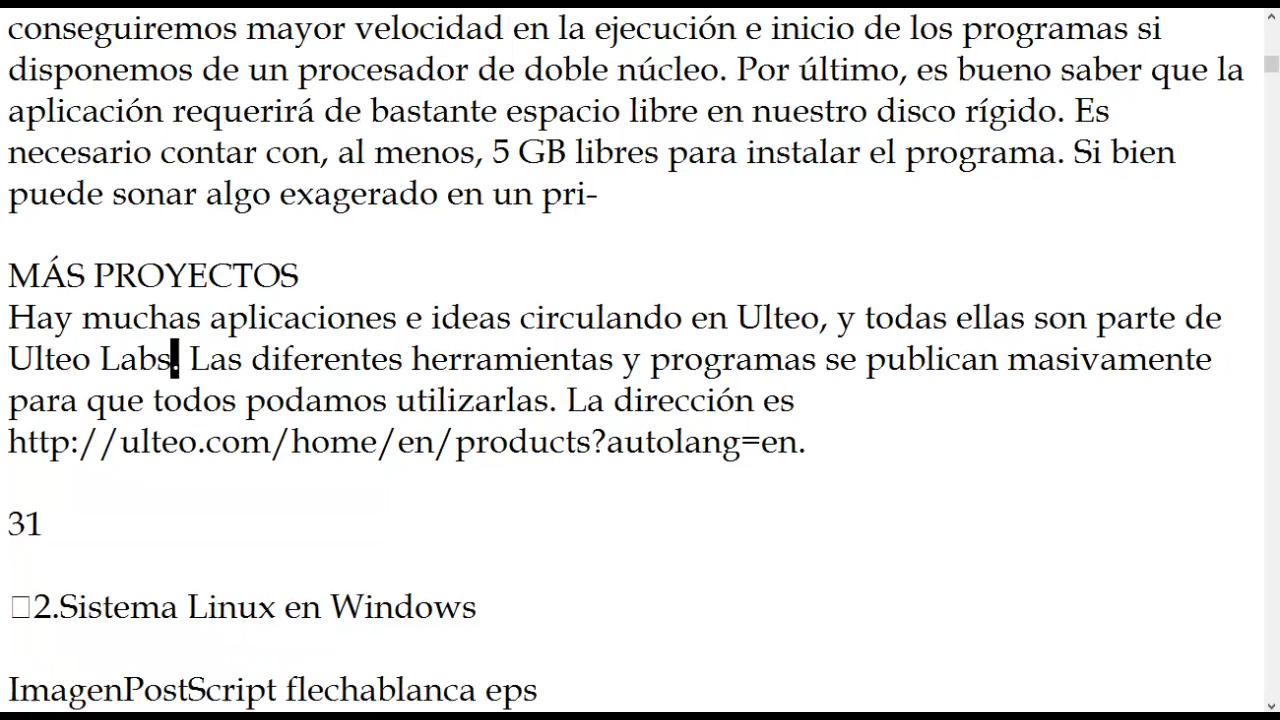 conseguiremos mayor velocidad en la ejecución e inicio de los programas si
disponemos de un procesador de doble núcleo. Por último, es bueno saber que la
aplicación requerirá de bastante espacio libre en nuestro disco rígido. Es
necesario contar con, al menos, 5 GB libres para instalar el programa. Si bien
puede sonar algo exagerado en un pri-
MÁS PROYECTOS
Hay muchas aplicaciones e ideas circulando en Ulteo, y todas ellas son parte de
Ulteo Labs. Las diferentes herramientas y programas se publican masivamente
para que todos podamos utilizarlas. La dirección es
http://ulteo.com/home/en/products?autolang=en.
31
□2.Sistema Linux en Windows
ImagenPostScript flechablanca eps